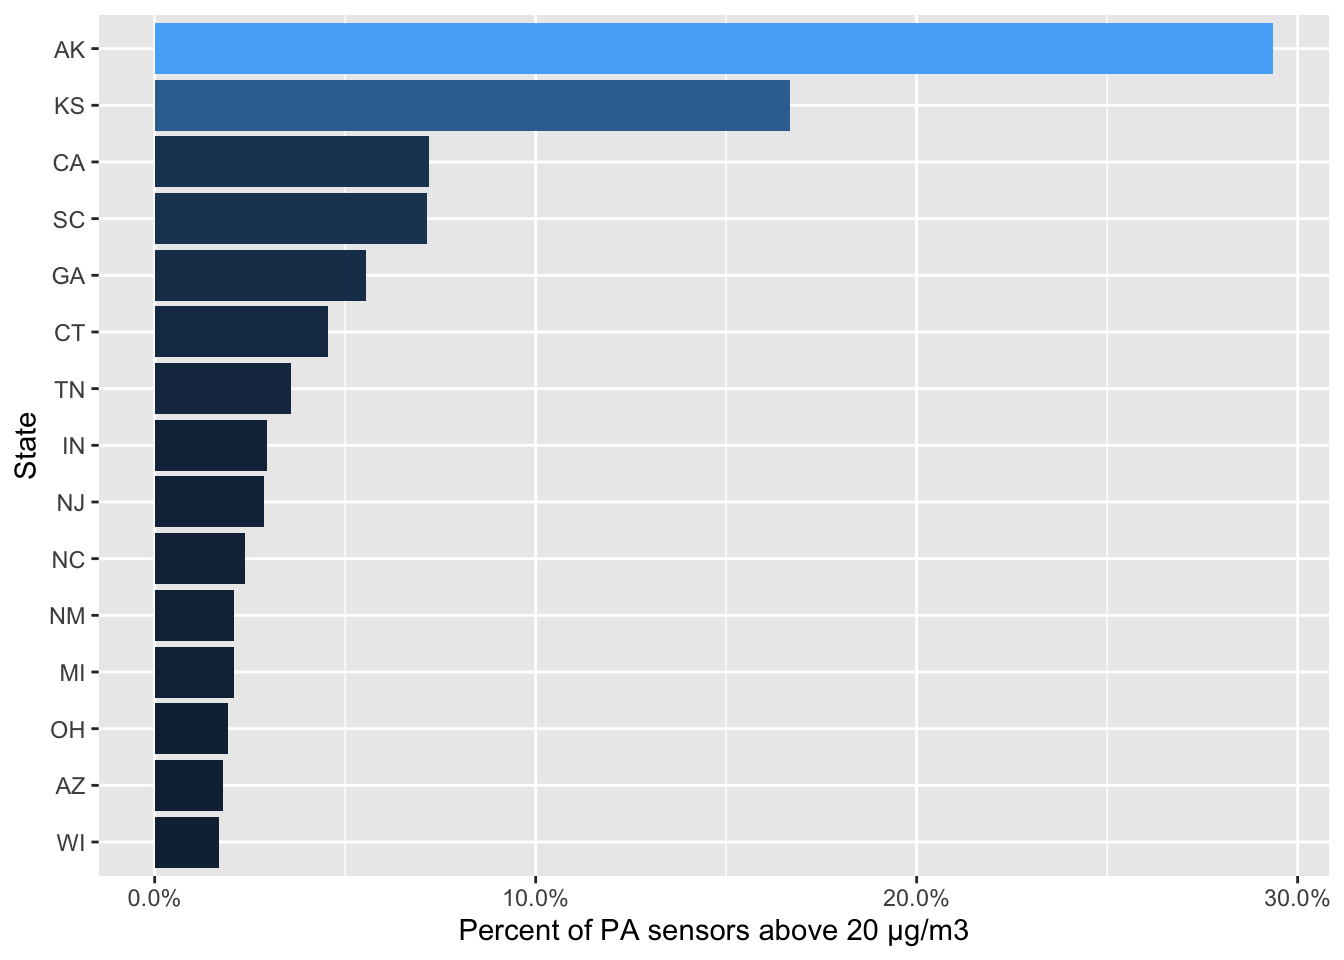 AK
KS
CA
SC
GA
CT
TN
IN
NJ
NC
NM
MI
OH
AZ
WI
State
0.0% 10.0% 20.0% 30.0%
Percent of PA sensors above 20 µg/m3